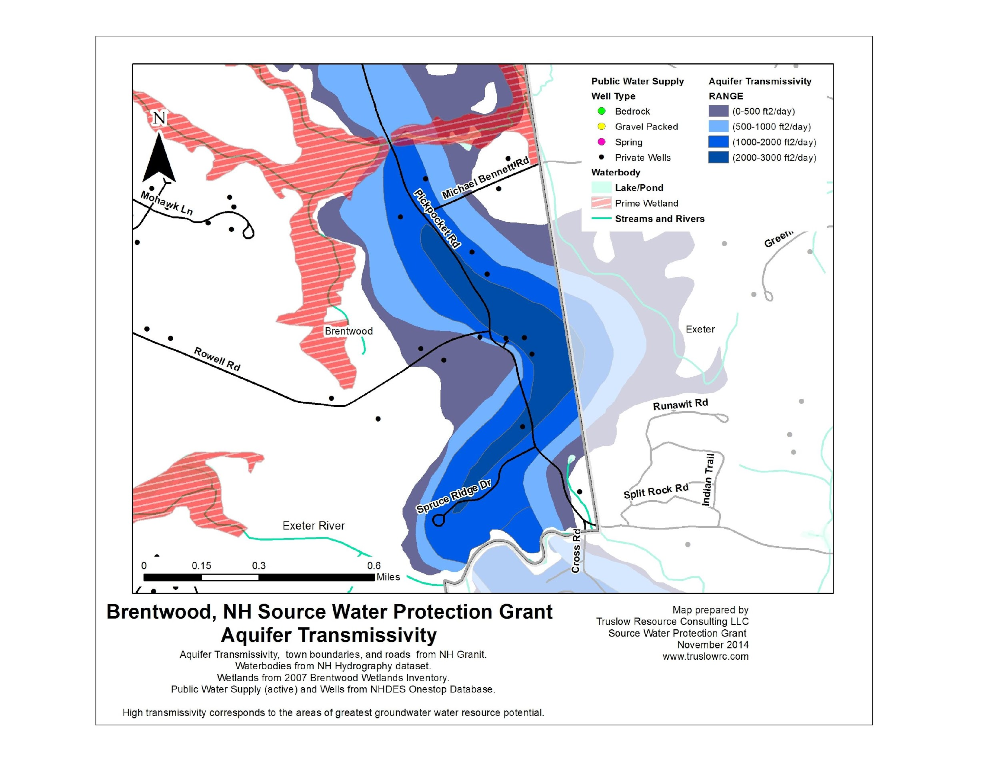 Public Water Supply
Well Type
Bedrock
Gravel Packed
Spring
Private Wells
Waterbody
Lake/Pond
Prime Wetland
Streams and Rivers
Aquifer Transmissivity
RANGE
(0-500 ft2/day)
(500-1000 ft2/day)
(1000-2000 ft2/day)
(2000-3000 ft2/day)
N
Mohawk Ln
Michael Bennett Rd
Pickpocket Rd
Brentwood
Exeter
Rowell Rd
Runawit Rd
Indian Trail
Split Rock Rd
Spruce Ridge Dr
Exeter River
Cross Rd
0 0.15 0.3 0.6
Miles
Brentwood, NH Source Water Protection Grant
Aquifer Transmissivity
Aquifer Transmissivity, town boundaries, and roads from NH Granit.
Waterbodies from NH Hydrography dataset.
Wetlands from 2007 Brentwood Wetlands Inventory.
Public Water Supply (active) and Wells from NHDES Onestop Database.
High transmissivity corresponds to the areas of greatest groundwater water resource potential.
Map prepared by
Truslow Resource Consulting LLC
Source Water Protection Grant
November 2014
www.truslowrc.com